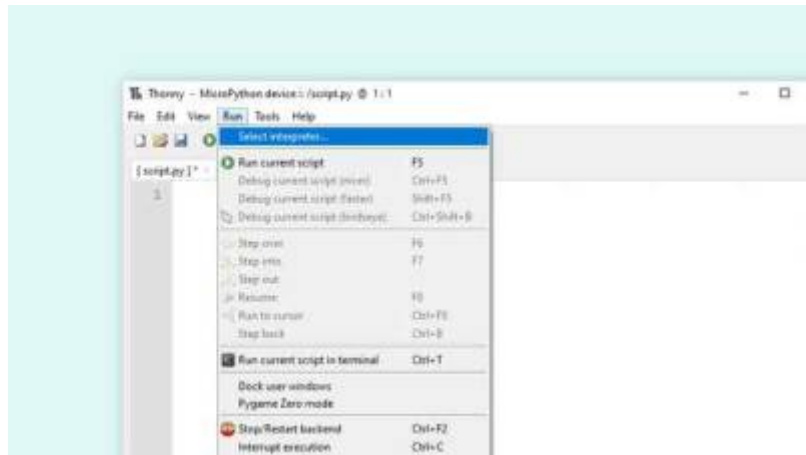 Thonny - MicroPython device :: /script.py @ 1 : 1
File Edit View Run Tools Help
Select interpreter...
[ script.py ] *
Run current script F5
Debug current script (nicer) Ctrl+F5
Debug current script (faster) Shift+F5
Debug current script (birdseye) Ctrl+Shift+B
1
Step over F6
Step into F7
Step out
Resume F8
Run to cursor Ctrl+F8
Step back Ctrl+B
Run current script in terminal Ctrl+T
Dock user windows
Pygame Zero mode
Stop/Restart backend Ctrl+F2
Interrupt execution Ctrl+C